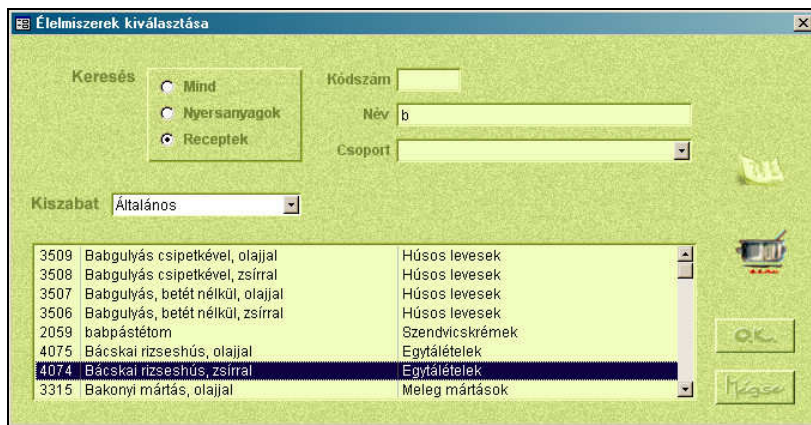 Élelmiszerek kiválasztása
Keresés
Mind
Nyersanyagok
Receptek
Kódszám
Név b
Csoport
Kiszabat Általános
3509 Babgulyás csipetkével, olajjal Húsos levesek
3508 Babgulyás csipetkével, zsírral Húsos levesek
3507 Babgulyás, betét nélkül, olajjal Húsos levesek
3506 Babgulyás, betét nélkül, zsírral Húsos levesek
2059 babpástétom Szendvicskrémek
4075 Bácskai rizseshús, olajjal Egytálételek
4074 Bácskai rizseshús, zsírral Egytálételek
3315 Bakonyi mártás, olajjal Meleg mártások
O.K.
Mégse